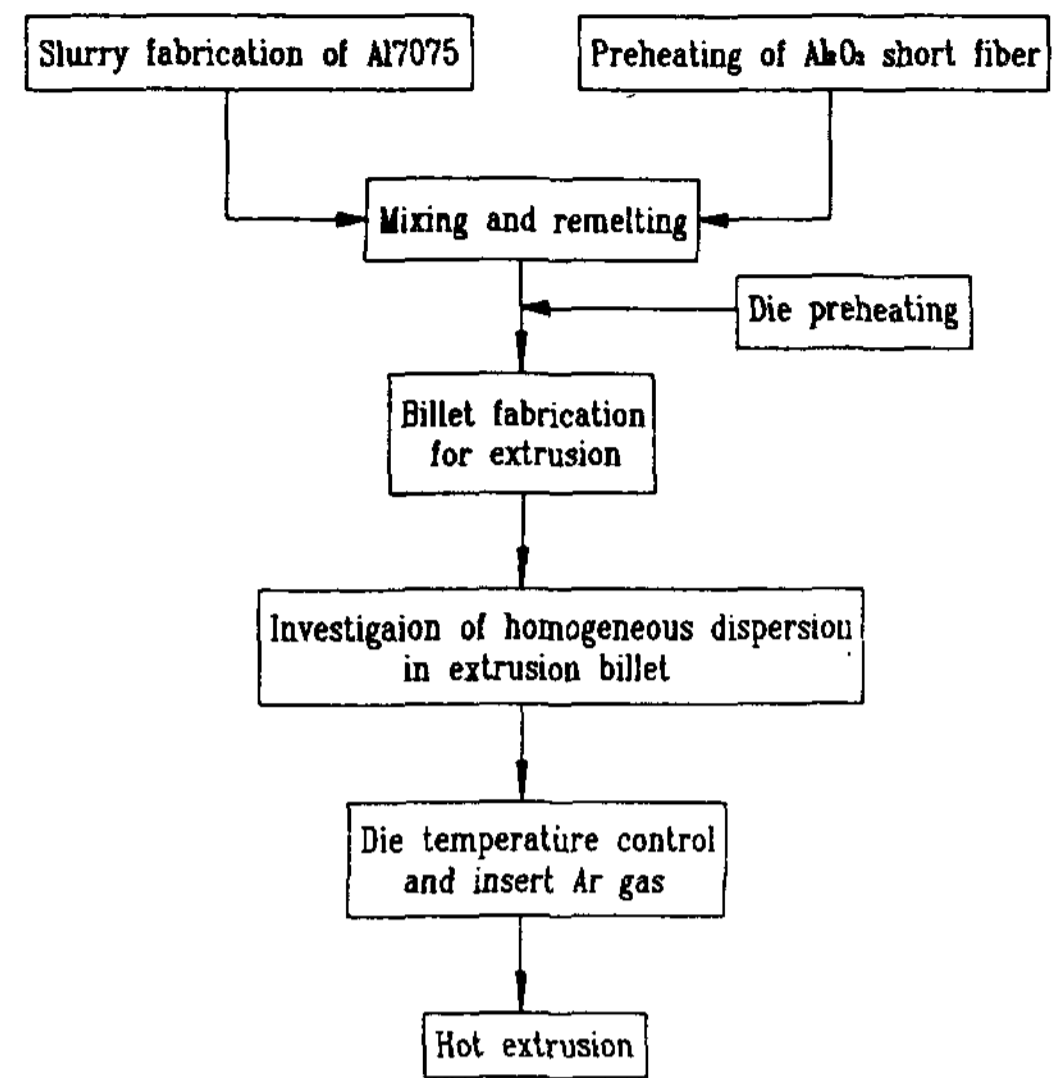 Slurry fabrication of Al7075
Preheating of Al₂O₃ short fiber
Mixing and remelting
Die preheating
Billet fabrication
for extrusion
Investigaion of homogeneous dispersion
in extrusion billet
Die temperature control
and insert Ar gas
Hot extrusion